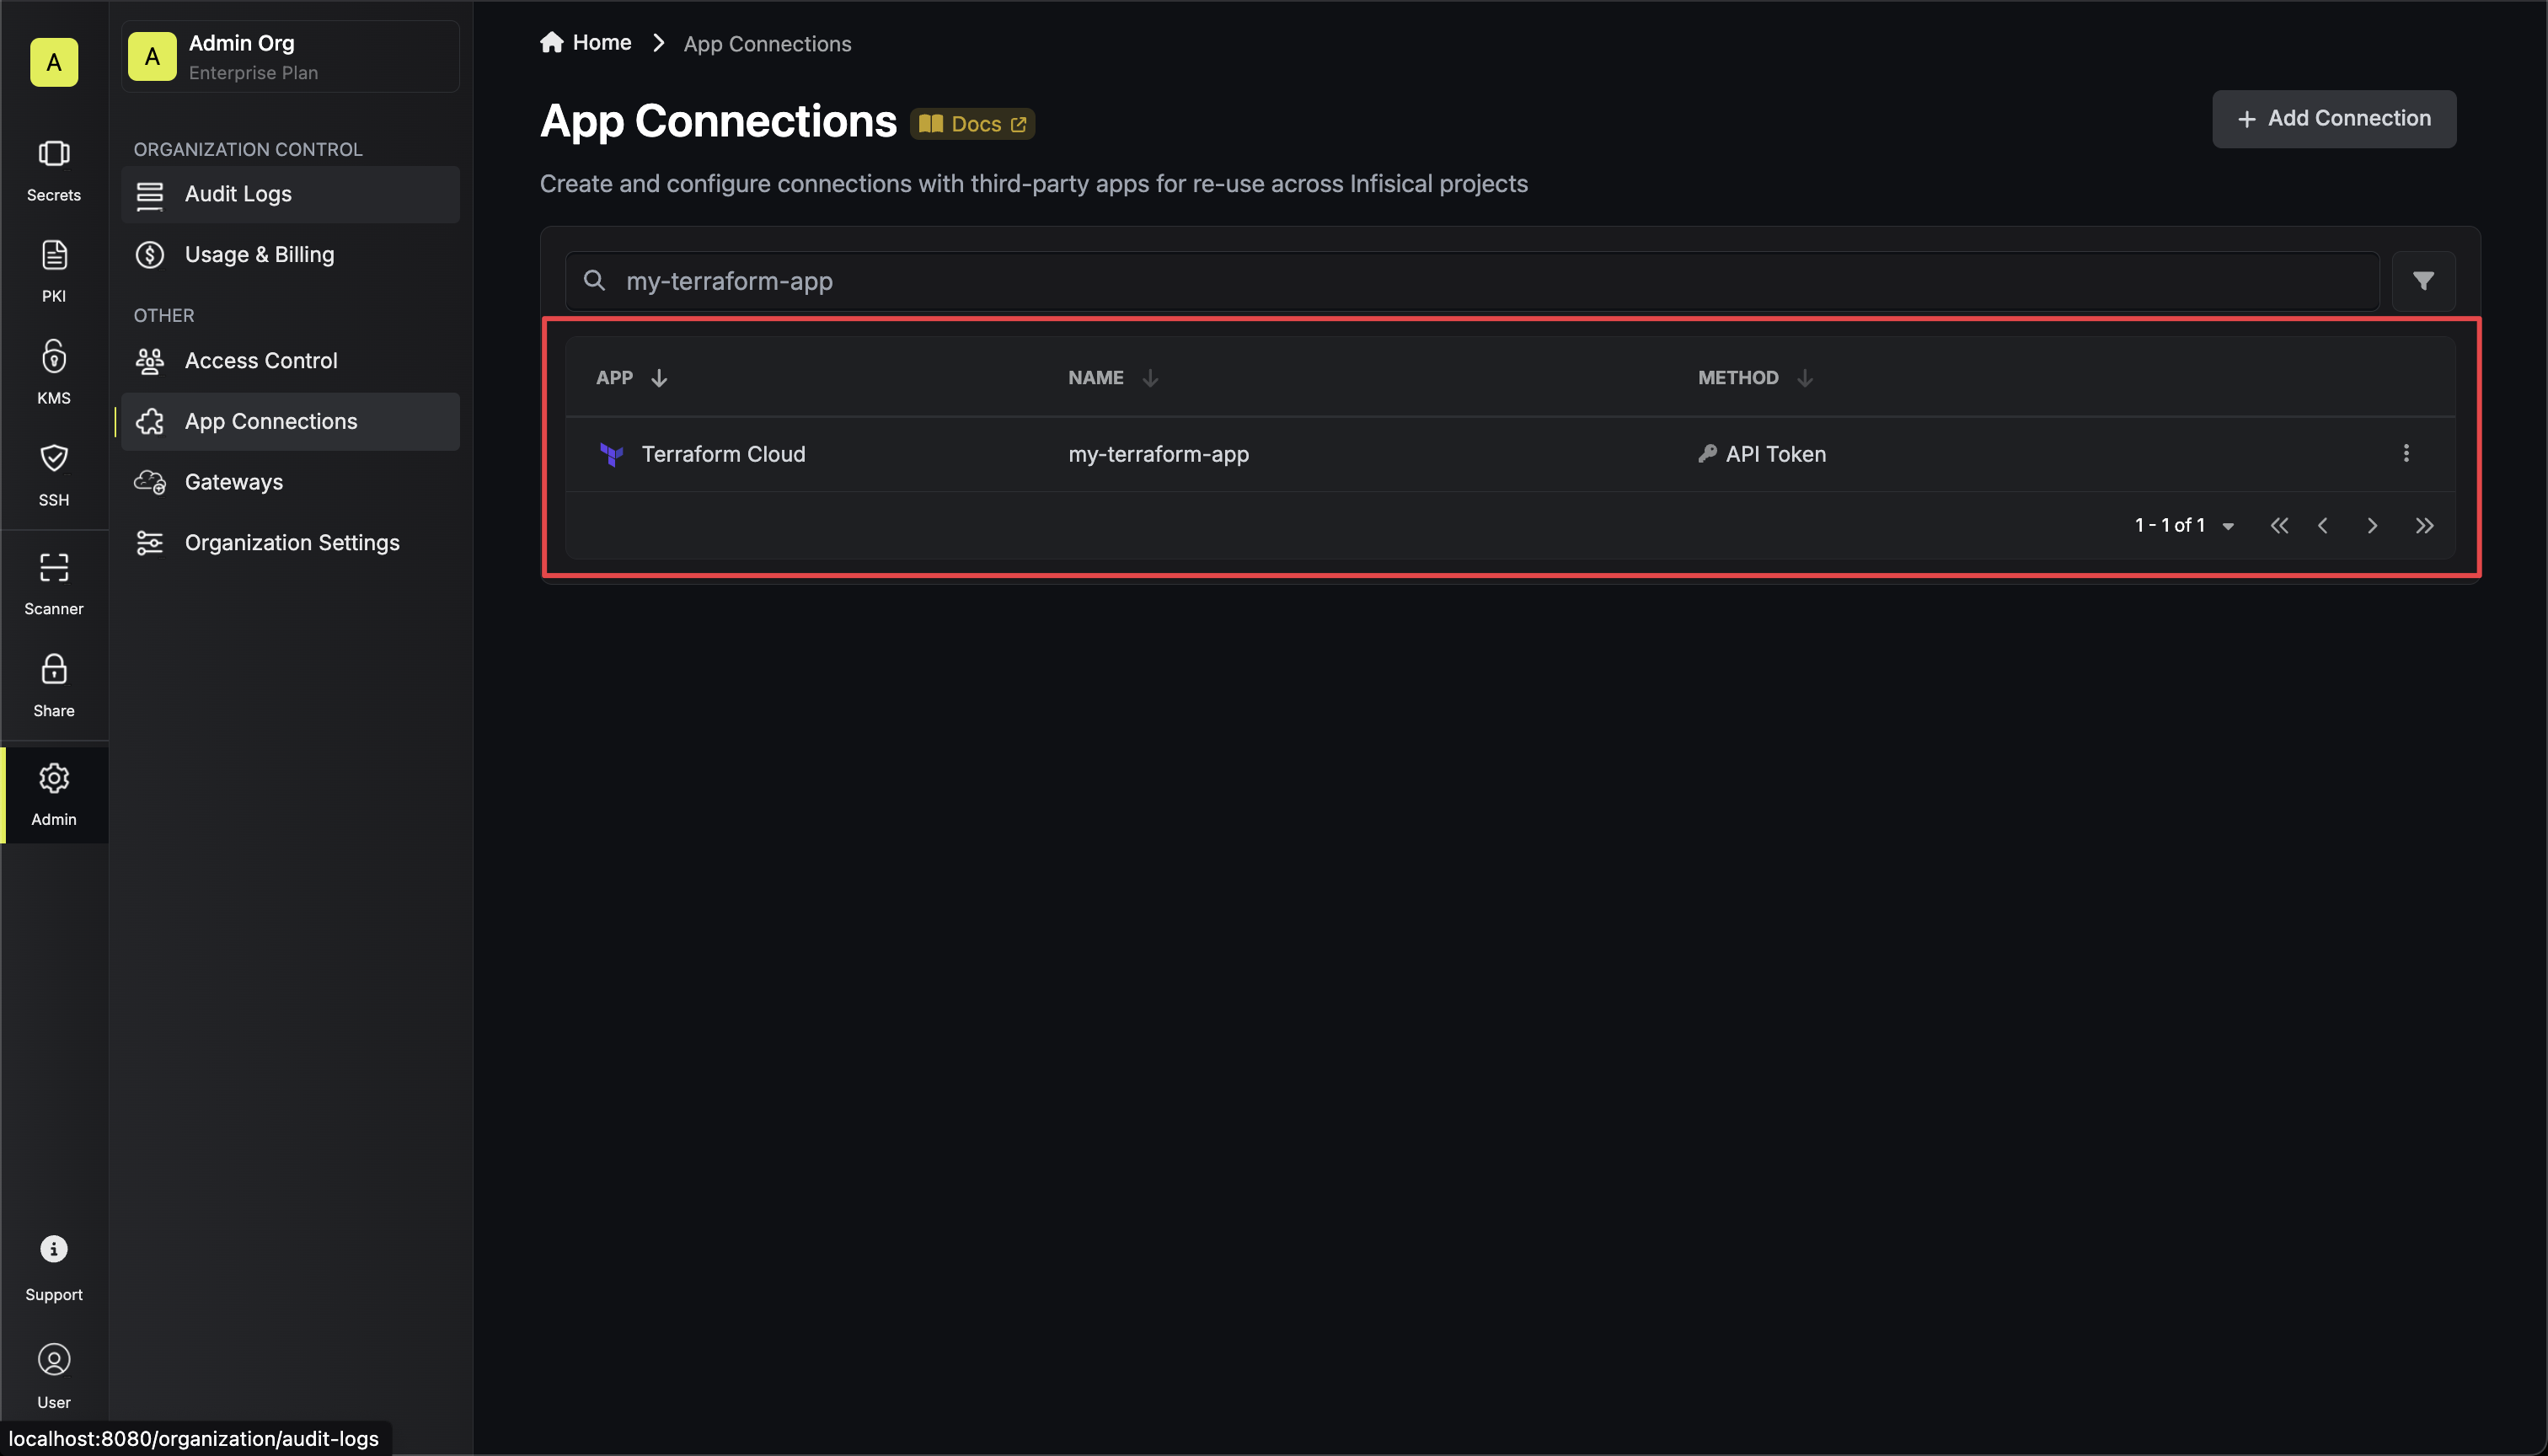 A
Secrets
PKI
KMS
SSH
Scanner
Share
Admin
Support
User
A
Admin Org
Enterprise Plan
ORGANIZATION CONTROL
Audit Logs
Usage & Billing
OTHER
Access Control
App Connections
Gateways
Organization Settings
Home
App Connections
App Connections
Docs
Add Connection
Create and configure connections with third-party apps for re-use across Infisical projects
my-terraform-app
APP
NAME
METHOD
Terraform Cloud
my-terraform-app
API Token
1 - 1 of 1
localhost:8080/organization/audit-logs